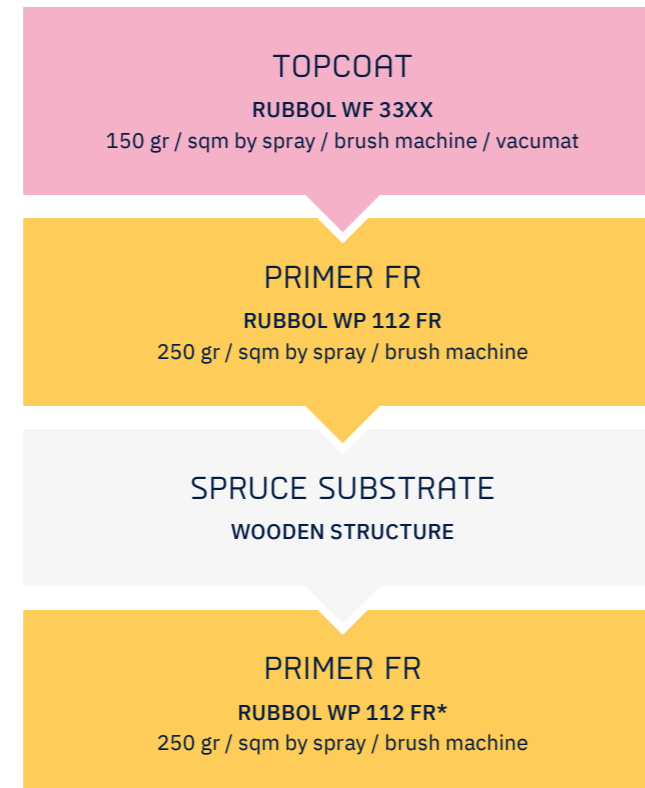 TOPCOAT
RUBBOL WF 33XX
150 gr / sqm by spray / brush machine / vacumat
PRIMER FR
RUBBOL WP 112 FR
250 gr / sqm by spray / brush machine
SPRUCE SUBSTRATE
WOODEN STRUCTURE
PRIMER FR
RUBBOL WP 112 FR*
250 gr / sqm by spray / brush machine